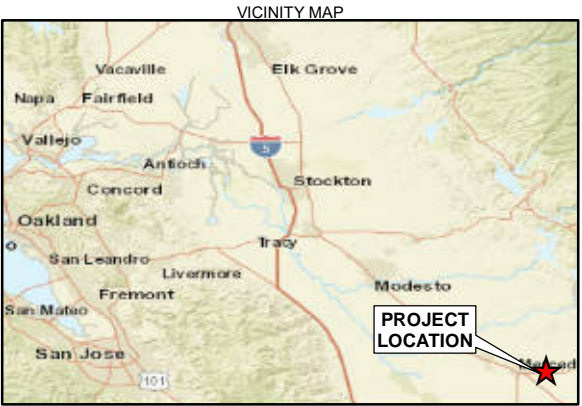 VICINITY MAP
Vacaville
Elk Grove
Napa
Fairfield
Vallejo
5
Antioch
Stockton
Concord
Oakland
o
Tracy
San Leandro
Livermore
Modesto
Fremont
San Mateo
PROJECT
LOCATION
San Jose
Merced
101